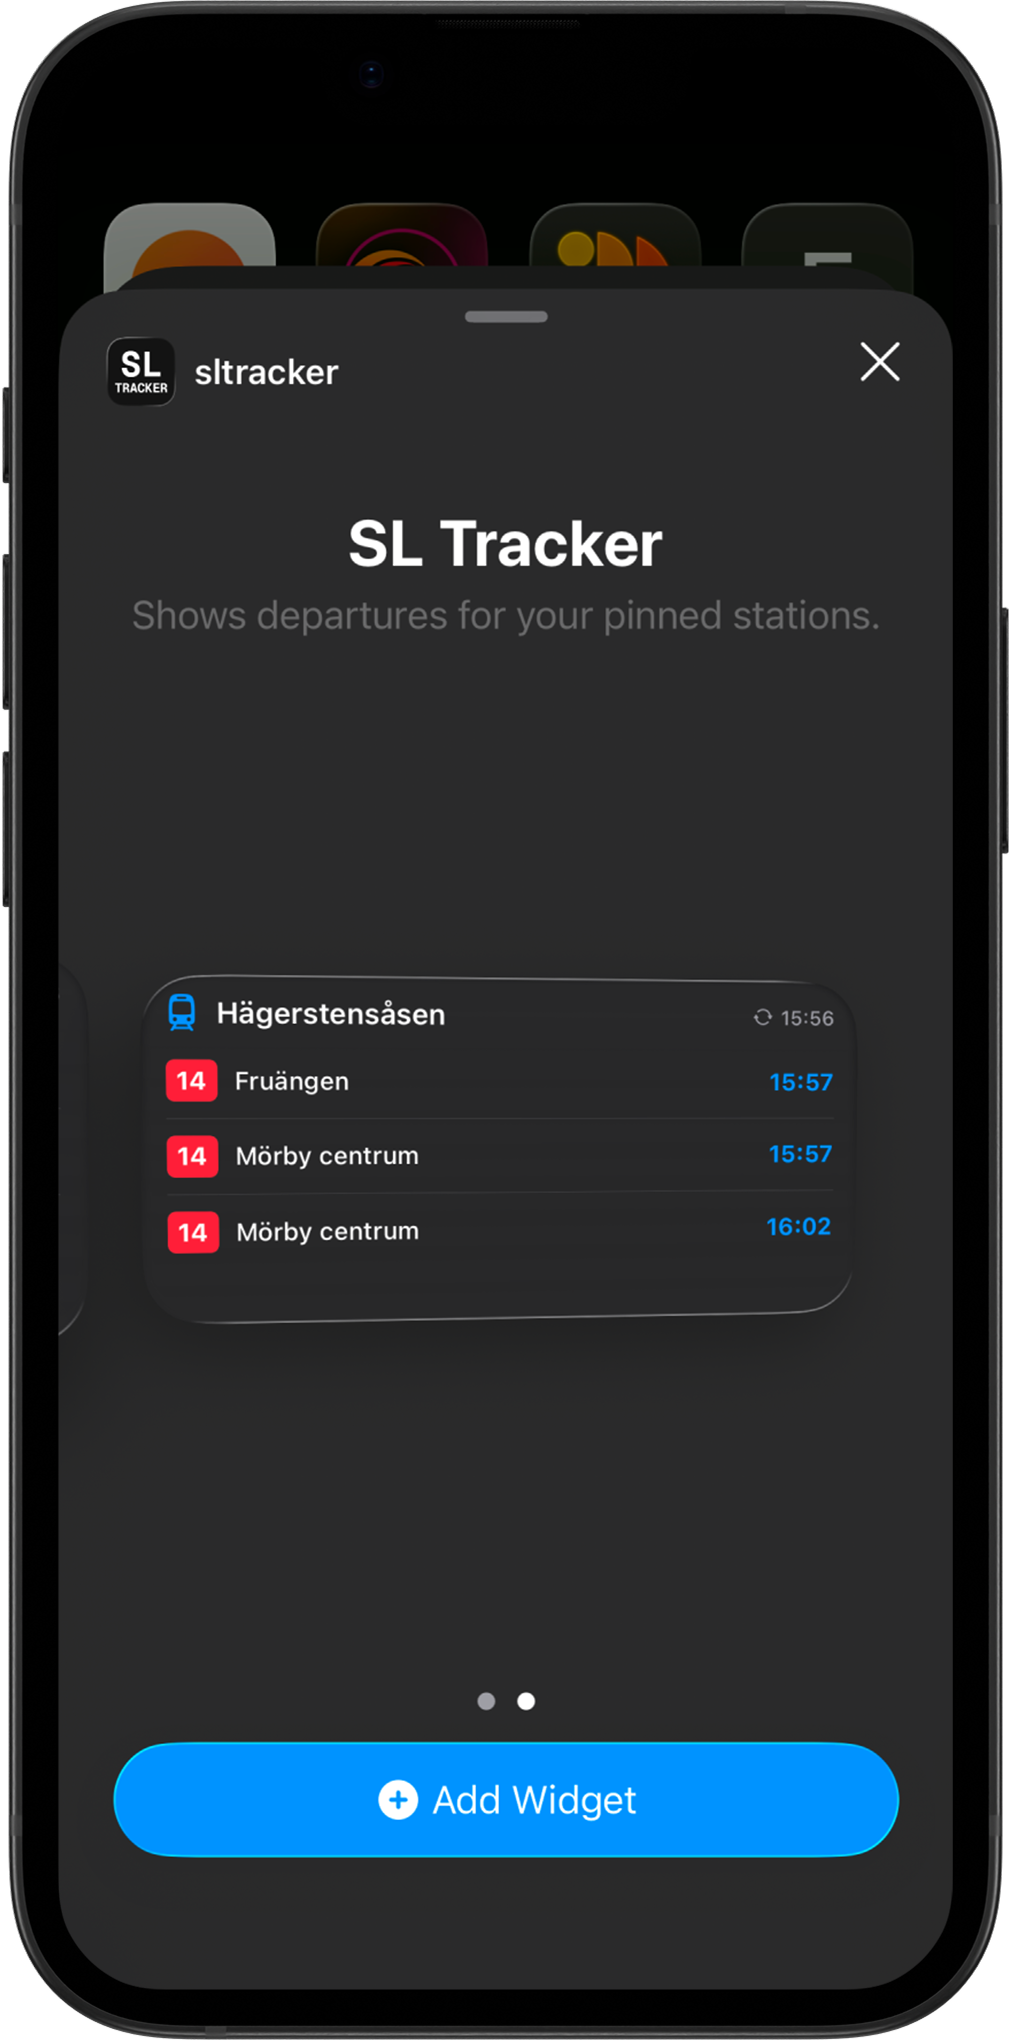 SL
TRACKER
sltracker
SL Tracker
Shows departures for your pinned stations.
Hägerstensåsen 15:56
14 Fruängen 15:57
14 Mörby centrum 15:57
14 Mörby centrum 16:02
Add Widget